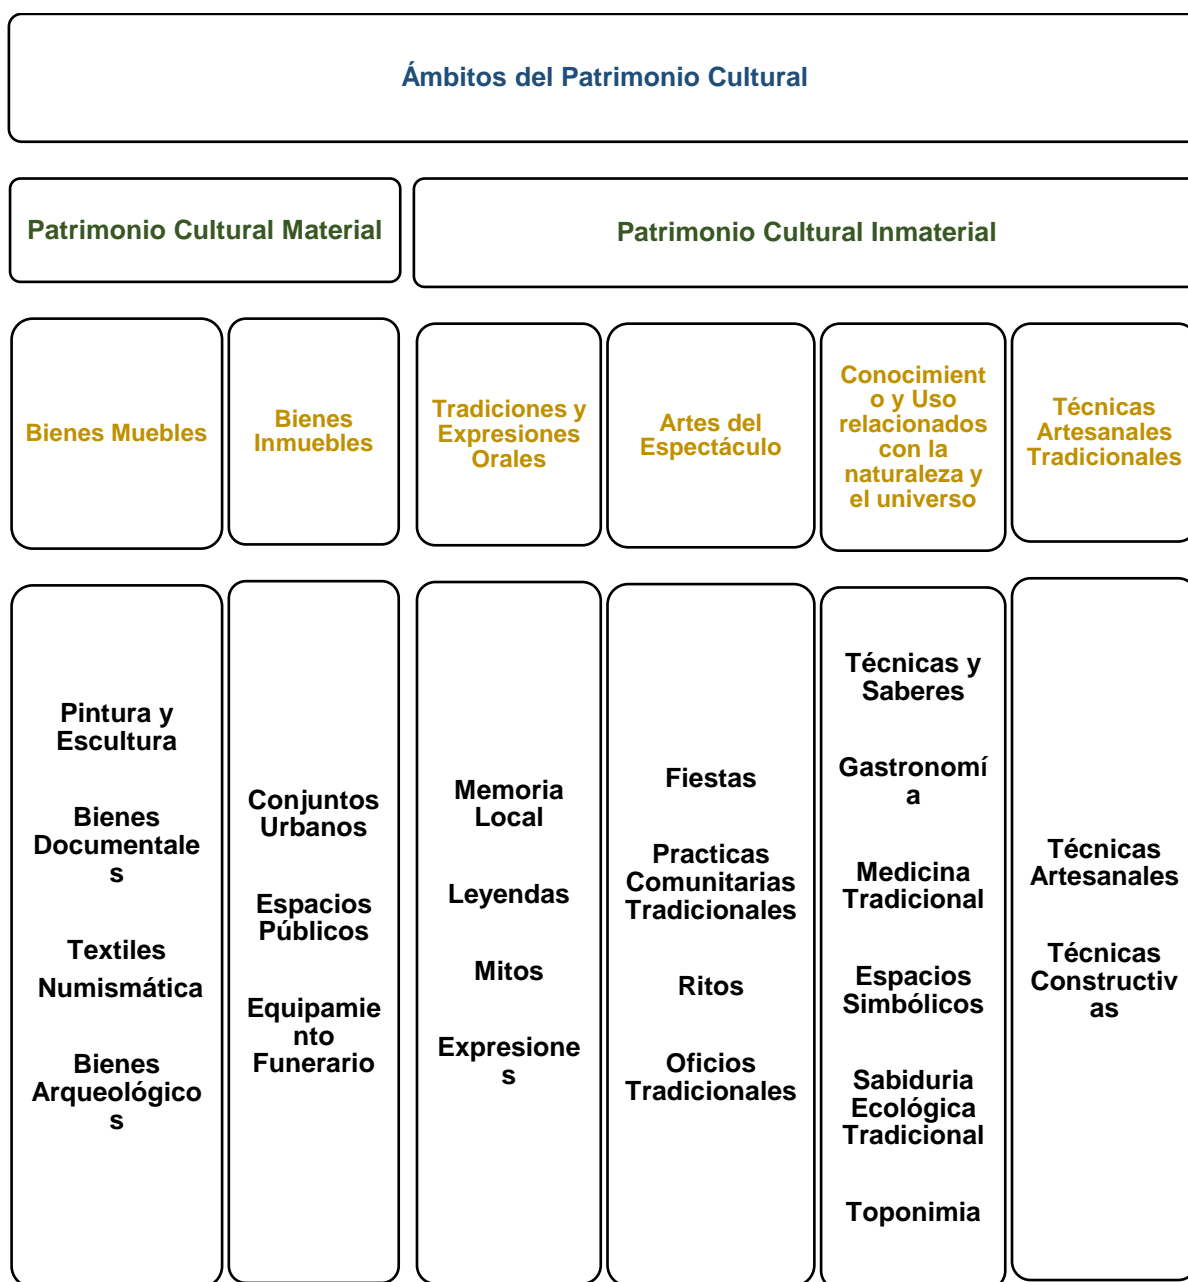 Ámbitos del Patrimonio Cultural
Patrimonio Cultural Material
Patrimonio Cultural Inmaterial
Bienes Muebles
Bienes
Inmuebles
Tradiciones y
Expresiones
Orales
Artes del
Espectáculo
Conocimient
o y Uso
relacionados
con la
naturaleza y
el universo
Técnicas
Artesanales
Tradicionales
Pintura y
Escultura
Bienes
Documentale
s
Textiles
Numismática
Bienes
Arqueológico
s
Conjuntos
Urbanos
Espacios
Públicos
Equipamie
nto
Funerario
Memoria
Local
Leyendas
Mitos
Expresione
s
Fiestas
Practicas
Comunitarias
Tradicionales
Ritos
Oficios
Tradicionales
Técnicas y
Saberes
Gastronomí
a
Medicina
Tradicional
Espacios
Simbólicos
Sabiduria
Ecológica
Tradicional
Toponimia
Técnicas
Artesanales
Técnicas
Constructiv
as